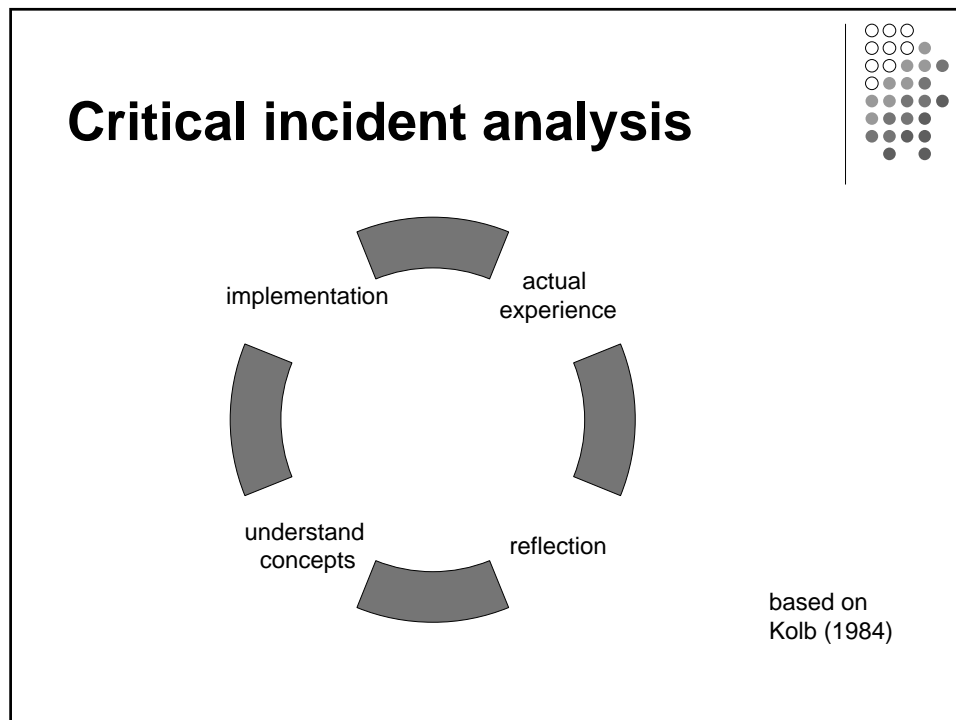 Critical incident analysis
implementation
actual
experience
understand
concepts
reflection
based on
Kolb (1984)